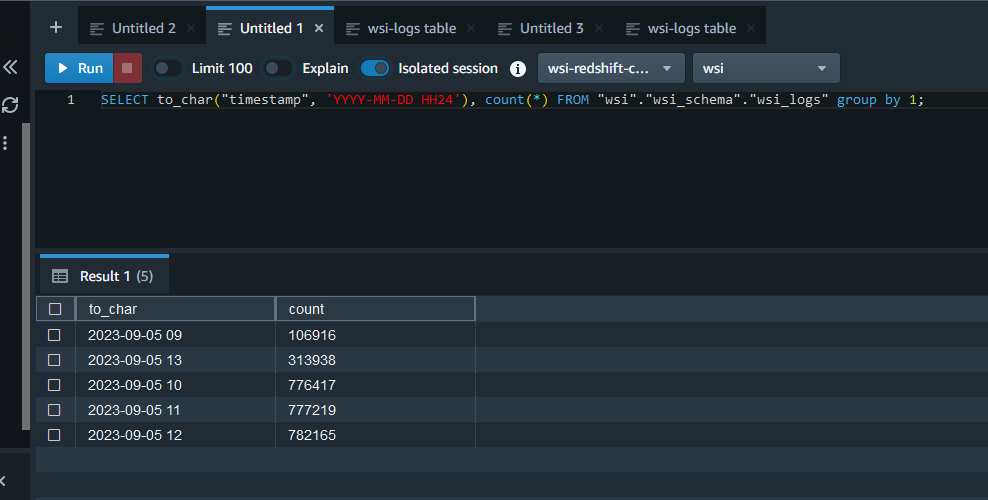 + Untitled 2 × Untitled 1 × wsi-logs table × Untitled 3 × wsi-logs table ×
Run Limit 100 Explain Isolated session i wsi-redshift-c... wsi
1 SELECT to_char("timestamp", 'YYYY-MM-DD HH24'), count(*) FROM "wsi"."wsi_schema"."wsi_logs" group by 1;
Result 1 (5)
to_char count
2023-09-05 09 106916
2023-09-05 13 313938
2023-09-05 10 776417
2023-09-05 11 777219
2023-09-05 12 782165